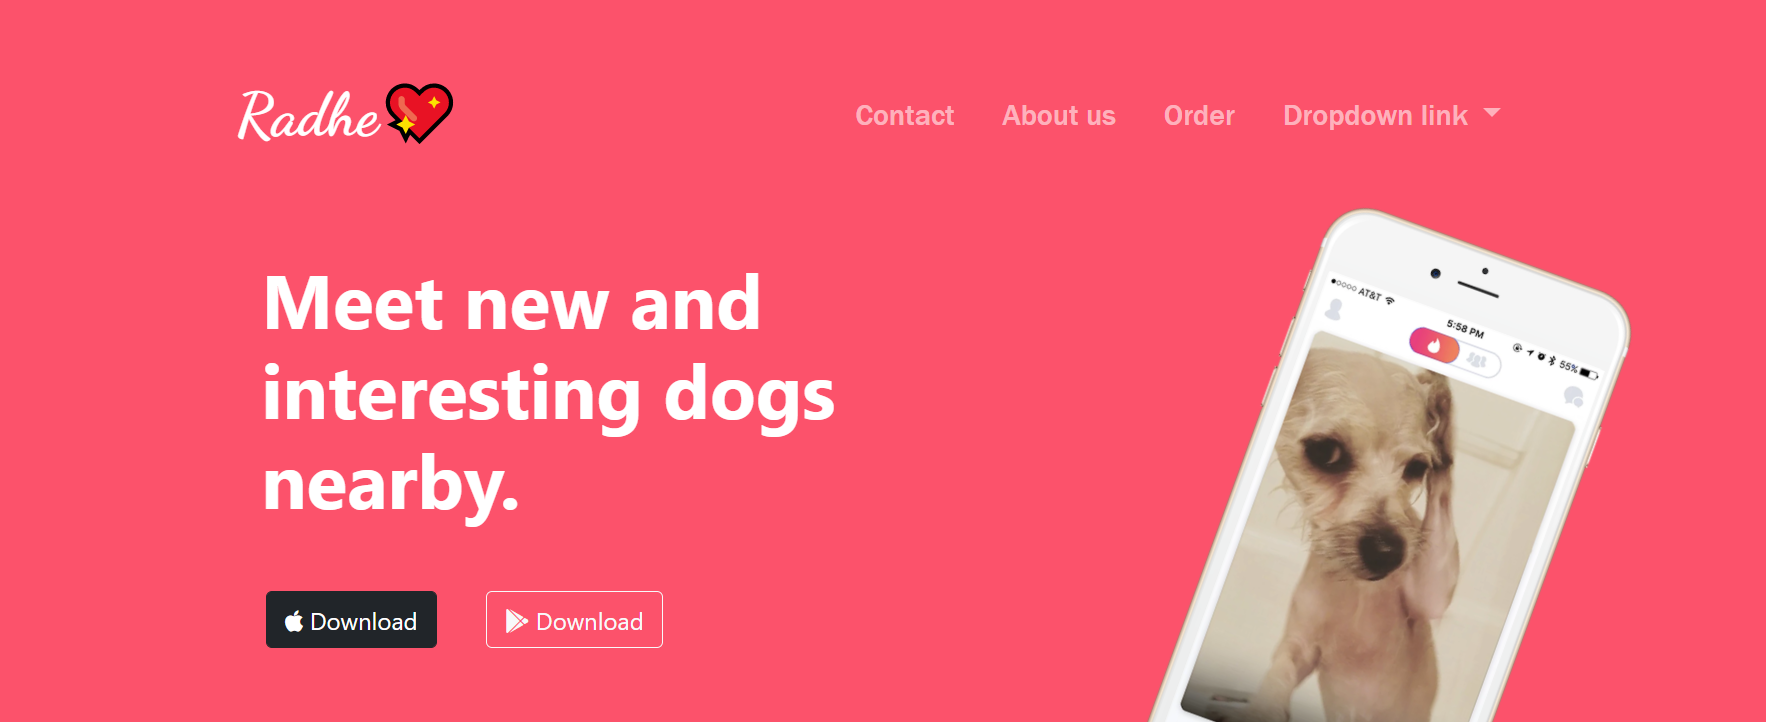 Radhe
Contact About us Order Dropdown link
Meet new and
interesting dogs
nearby.
Download Download
AT&T
5:58 PM
55%